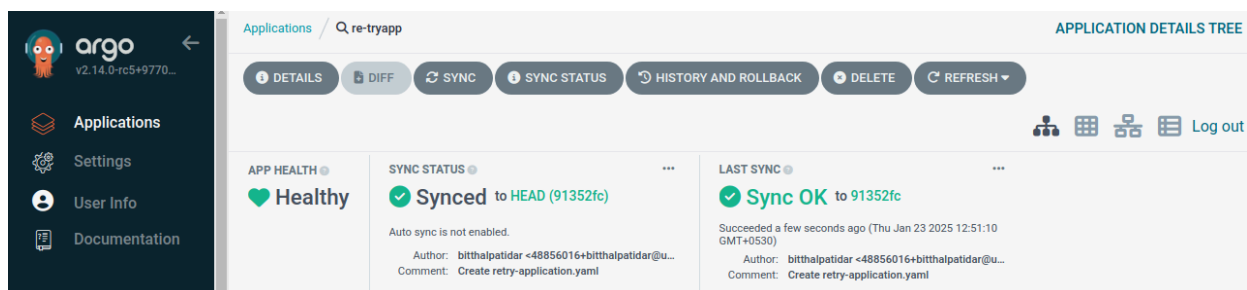 argo
v2.14.0-rc5+9770...
Applications
Settings
User Info
Documentation
Applications / re-tryapp
APPLICATION DETAILS TREE
DETAILS DIFF SYNC SYNC STATUS HISTORY AND ROLLBACK DELETE REFRESH
Log out
APP HEALTH
Healthy
SYNC STATUS
Synced to HEAD (91352fc)
Auto sync is not enabled.
Author: bitthalpatidar <48856016+bitthalpatidar@u...
Comment: Create retry-application.yaml
LAST SYNC
Sync OK to 91352fc
Succeeded a few seconds ago (Thu Jan 23 2025 12:51:10
GMT+0530)
Author: bitthalpatidar <48856016+bitthalpatidar@u...
Comment: Create retry-application.yaml